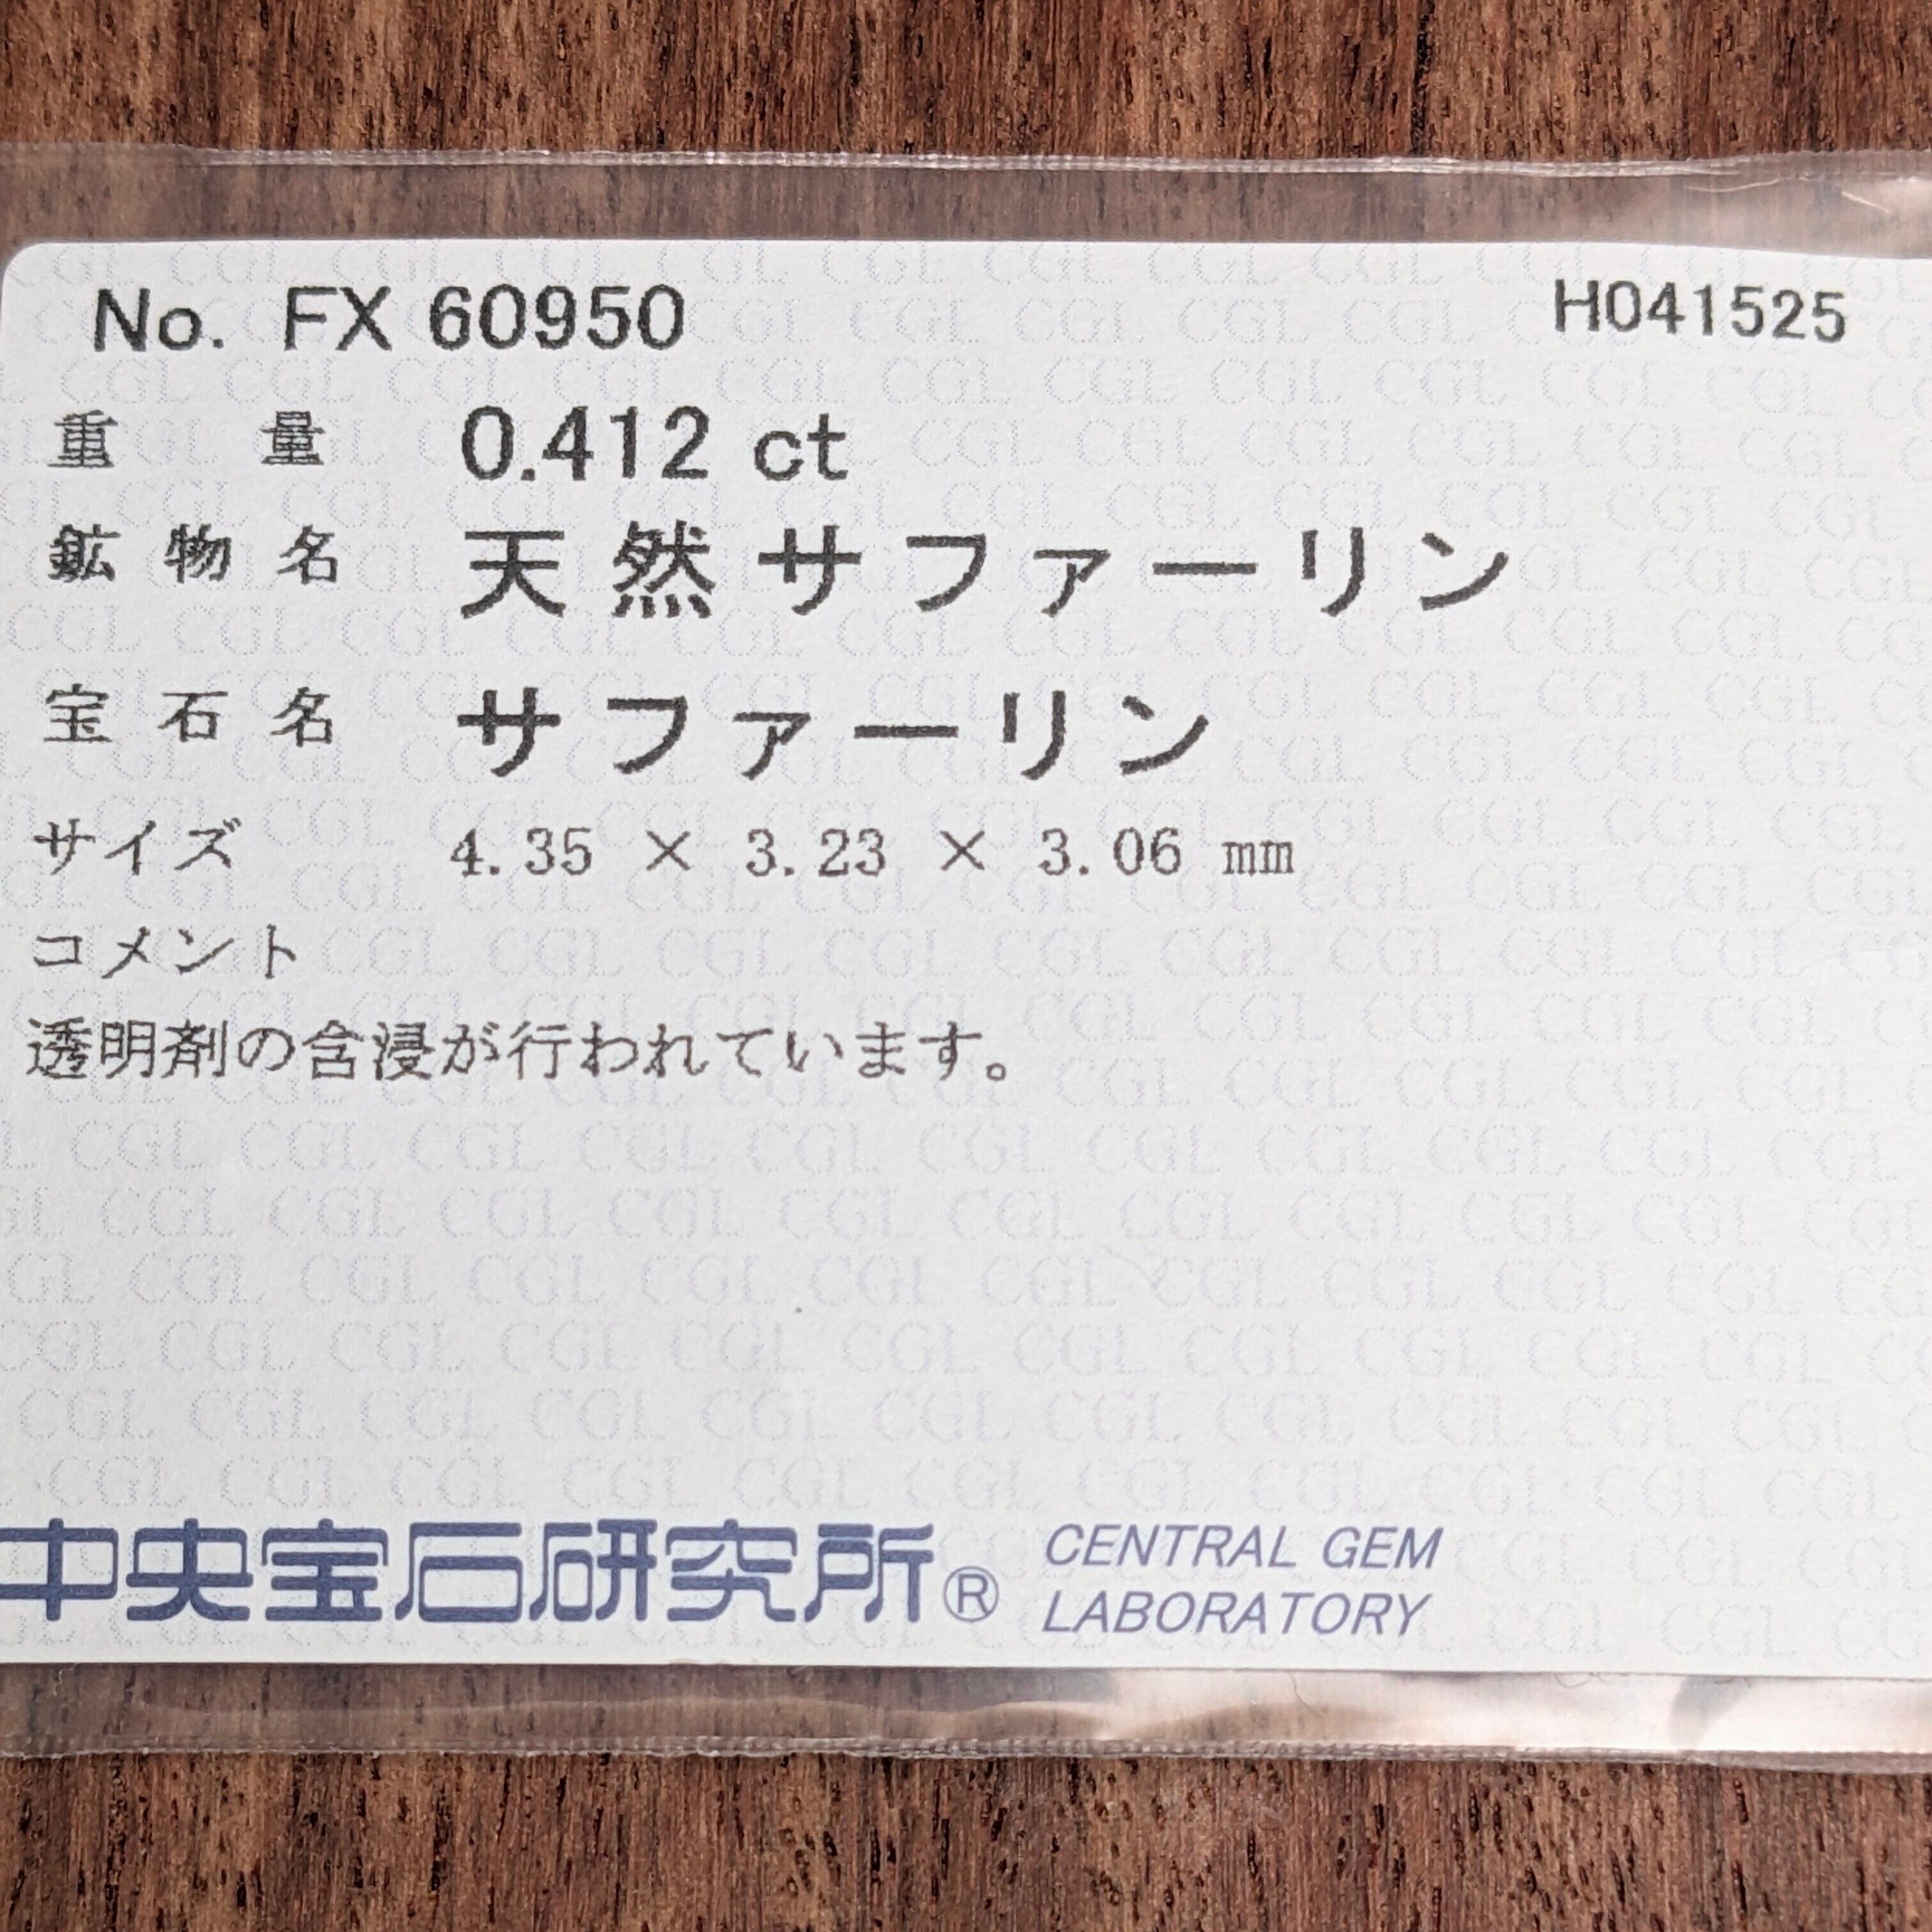 No. FX 60950 H041525
重量 0.412 ct
鉱物名 天然サファーリン
宝石名 サファーリン
サイズ 4.35 × 3.23 × 3.06 mm
コメント
透明剤の含浸が行われています。
中央宝石研究所® CENTRAL GEM
LABORATORY